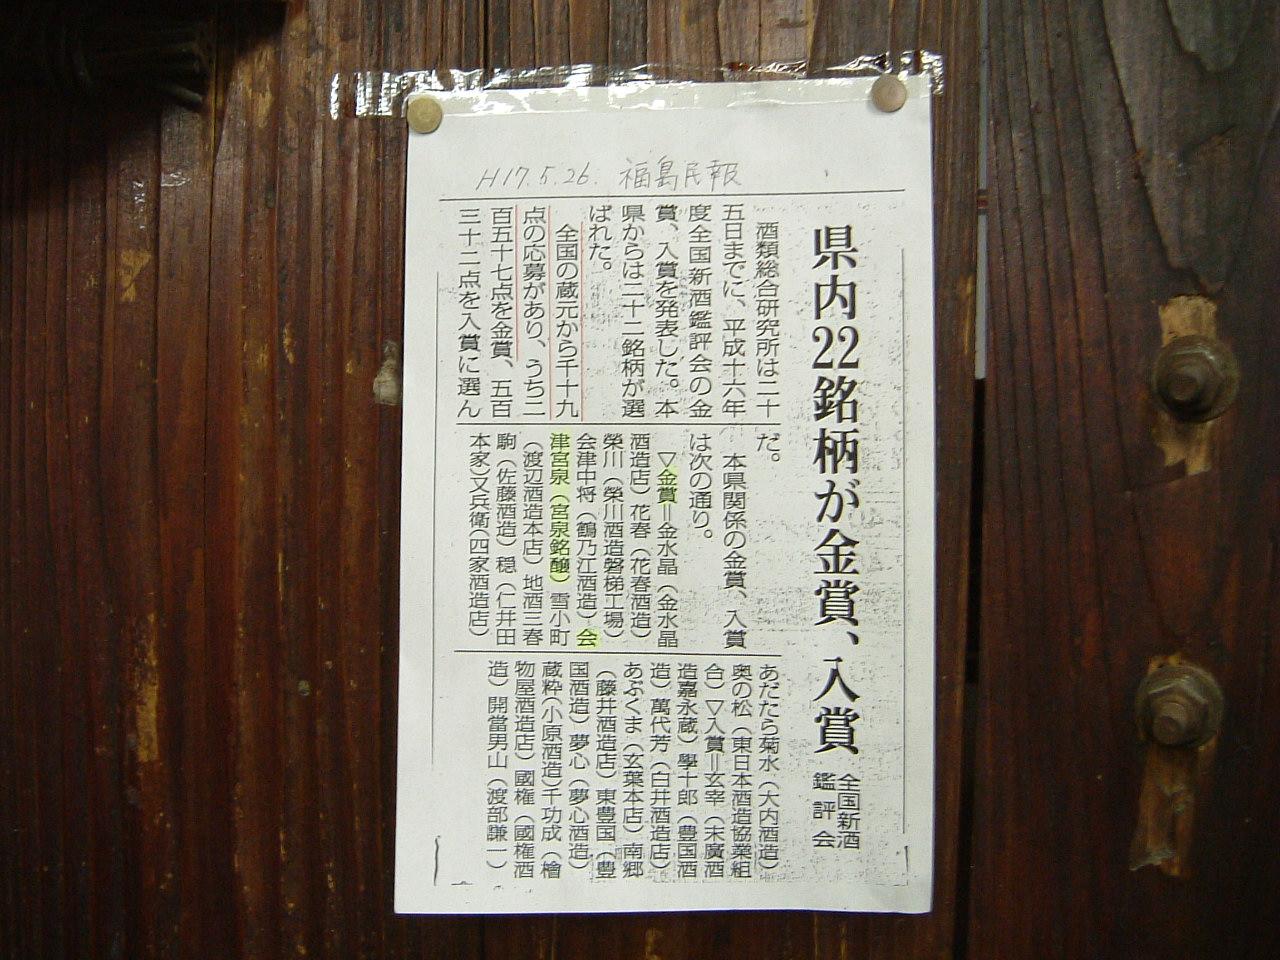 H17.5.26. 福島民報
県内22銘柄が金賞、入賞
全国新酒
鑑評会
酒類総合研究所は二十
五日までに、平成十六年
度全国新酒鑑評会の金
賞、入賞を発表した。本
県からは二十二銘柄が選
ばれた。
全国の蔵元から千十九
点の応募があり、うち二
百五十七点を金賞、五百
三十二点を入賞に選ん
だ。
本県関係の金賞、入賞
は次の通り。
▽金賞＝金水晶（金水晶
酒造店）花春（花春酒造）
榮川（榮川酒造磐梯工場）
会津中将（鶴乃江酒造）会
津宮泉（宮泉銘醸）雪小町
（渡辺酒造本店）地酒三春
駒（佐藤酒造）穏（仁井田
本家）又兵衛（四家酒造店）
あだたら菊水（大内酒造）
奥の松（東日本酒造協業組
合）▽入賞＝玄宰（末廣酒
造嘉永蔵）學十郎（豊国酒
造）萬代芳（白井酒造店）
あぶくま（玄葉本店）南郷
（藤井酒造店）東豊国（豊
国酒造）夢心（夢心酒造）
蔵粋（小原酒造）千功成（檜
物屋酒造店）國権（國権酒
造）開當男山（渡部謙一）